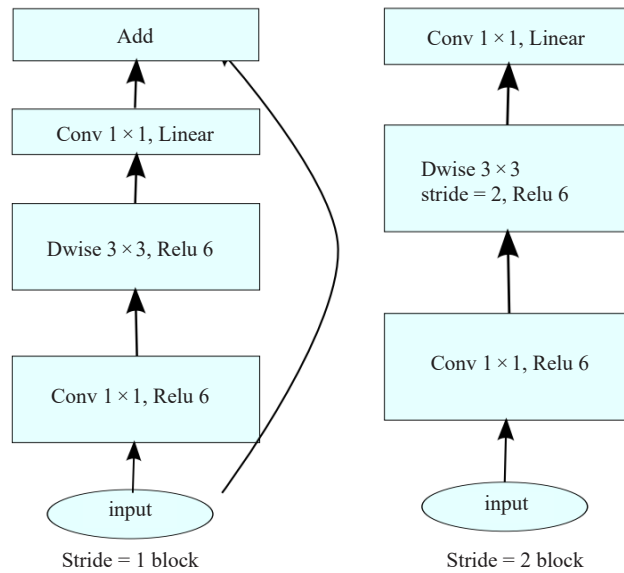 Add
Conv 1 × 1, Linear
Dwise 3 × 3, Relu 6
Conv 1 × 1, Relu 6
input
Stride = 1 block
Conv 1 × 1, Linear
Dwise 3 × 3
stride = 2, Relu 6
Conv 1 × 1, Relu 6
input
Stride = 2 block